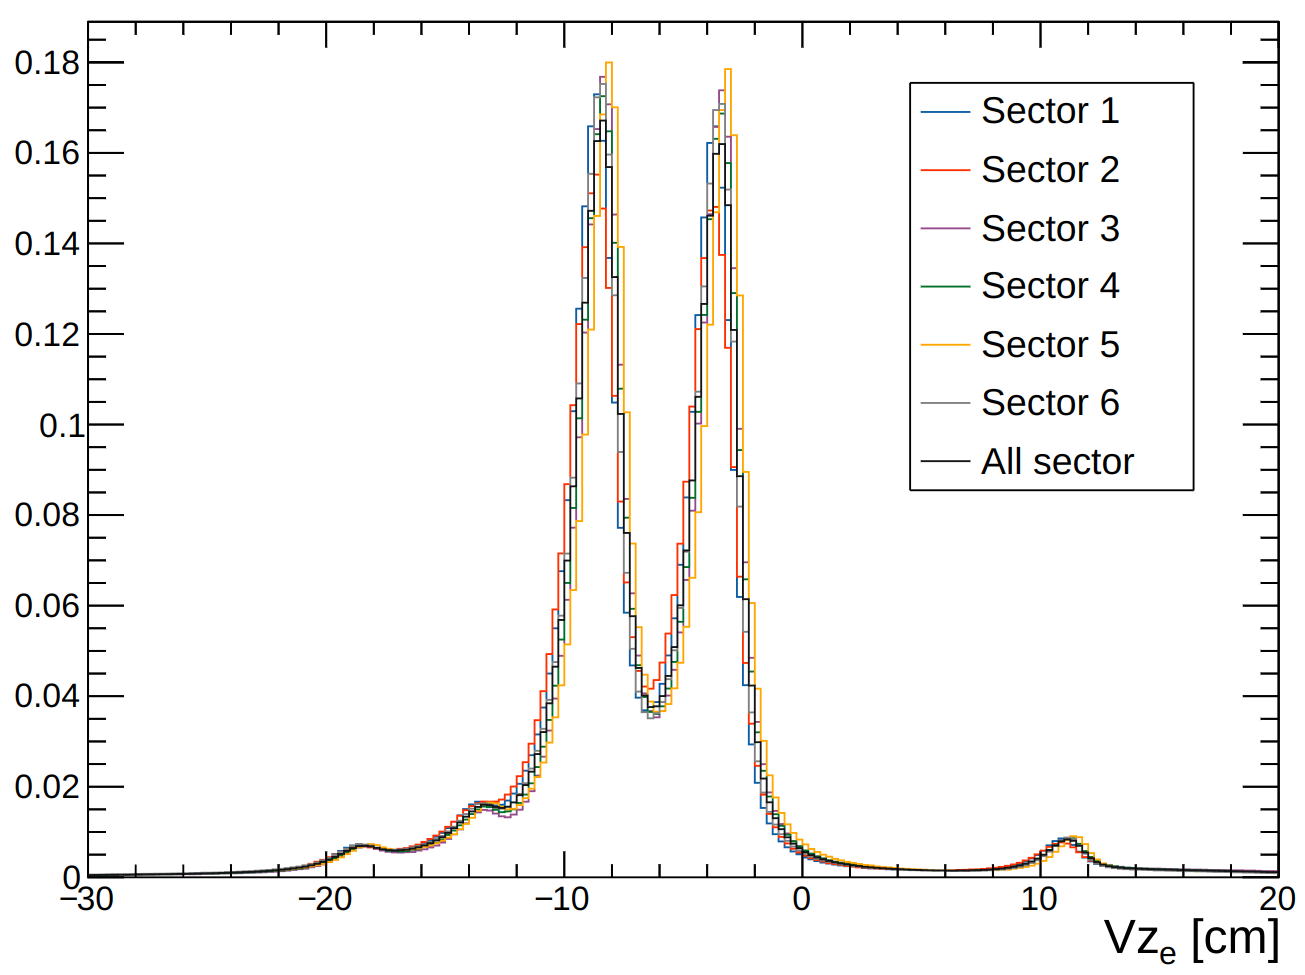 0.18
0.16
0.14
0.12
0.1
0.08
0.06
0.04
0.02
0
Sector 1
Sector 2
Sector 3
Sector 4
Sector 5
Sector 6
All sector
−30 −20 −10 0 10 20
Vze [cm]